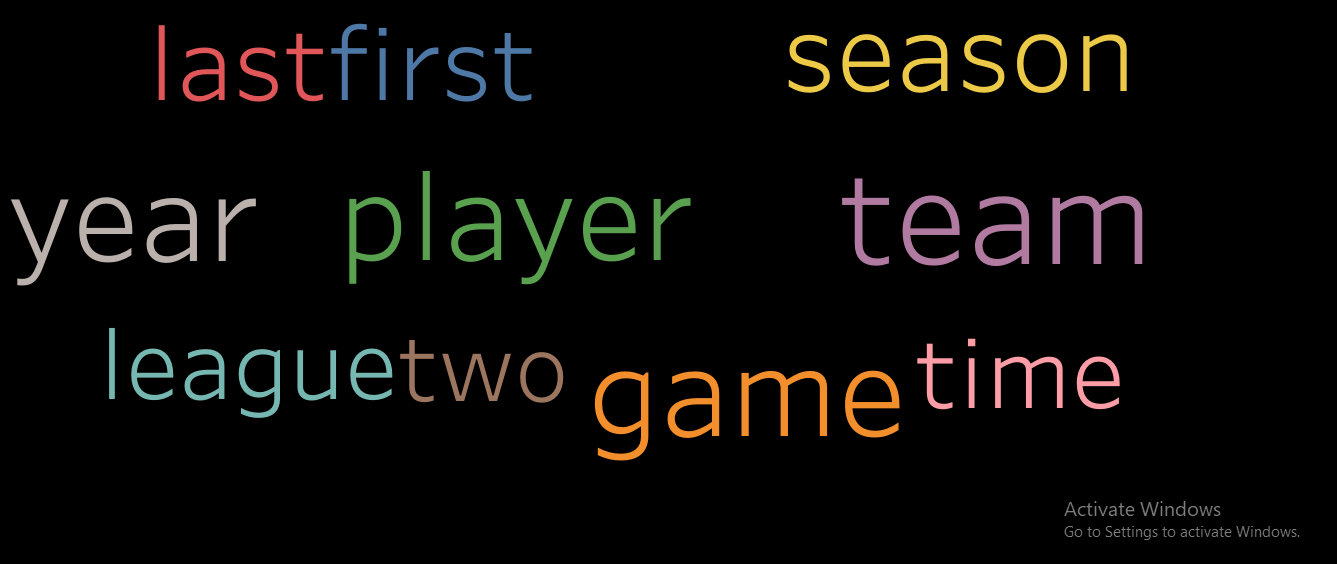 last first season
year player team
league two game time
Activate Windows
Go to Settings to activate Windows.